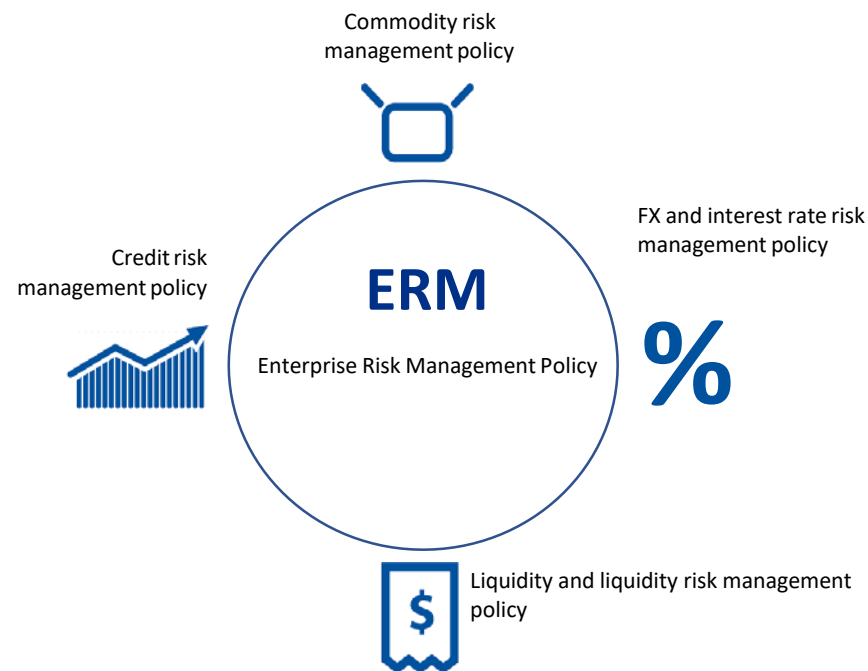 Commodity risk
management policy
FX and interest rate risk
management policy
Credit risk
management policy
ERM
Enterprise Risk Management Policy
%
$
Liquidity and liquidity risk management
policy